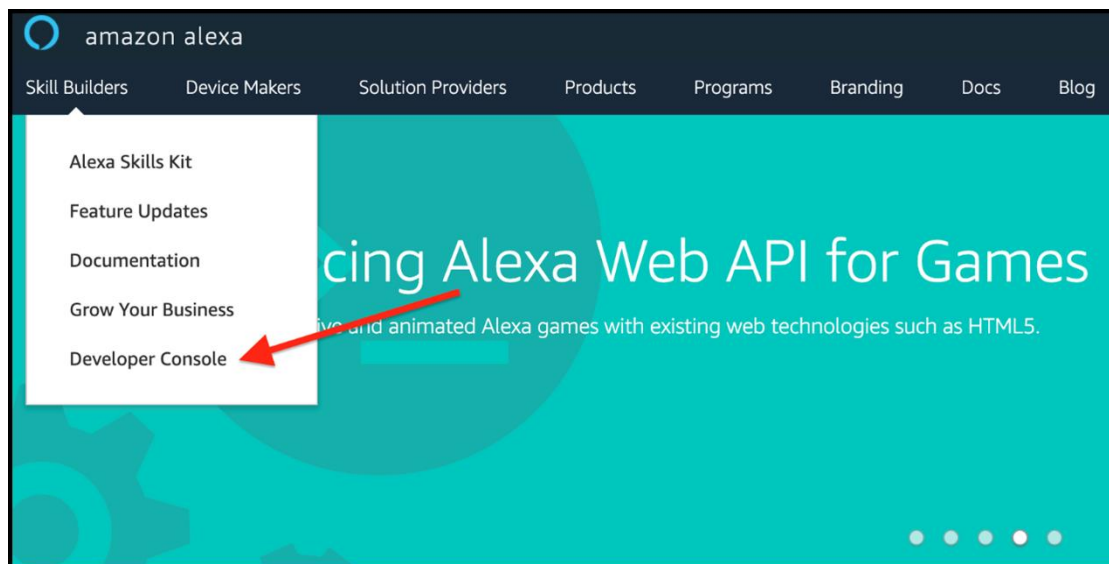 amazon alexa
Skill Builders Device Makers Solution Providers Products Programs Branding Docs Blog
Alexa Skills Kit
Feature Updates
Documentation
cing Alexa Web API for Games
Grow Your Business
and animated Alexa games with existing web technologies such as HTML5.
Developer Console